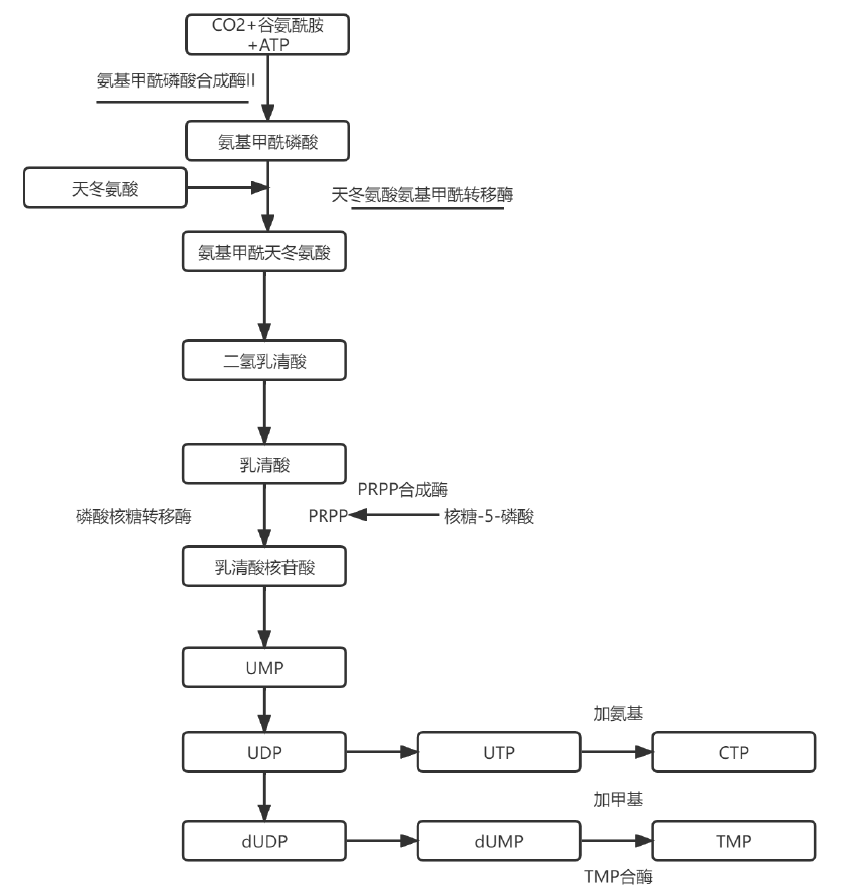 CO2+谷氨酰胺
+ATP
氨基甲酰磷酸合成酶II
氨基甲酰磷酸
天冬氨酸
天冬氨酸氨基甲酰转移酶
氨基甲酰天冬氨酸
二氢乳清酸
乳清酸
PRPP合成酶
磷酸核糖转移酶
PRPP
核糖-5-磷酸
乳清酸核苷酸
UMP
加氨基
UDP
UTP
CTP
加甲基
dUDP
dUMP
TMP
TMP合酶